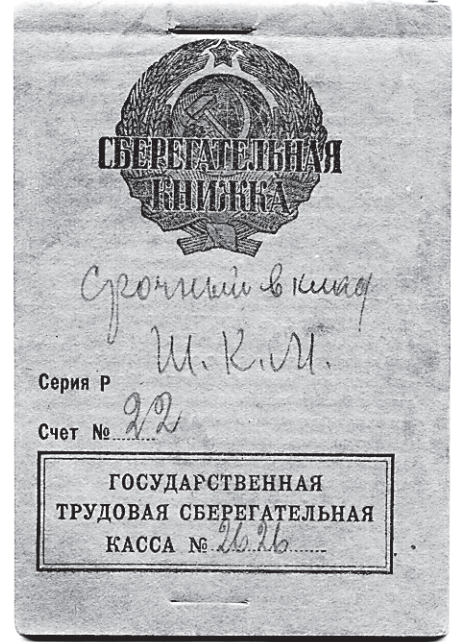 СБЕРЕГАТЕЛЬНАЯ
КНИЖКА
Срочный вклад
Ш. К. М.
Серия Р
Счет № 22
ГОСУДАРСТВЕННАЯ
ТРУДОВАЯ СБЕРЕГАТЕЛЬНАЯ
КАССА № 2626